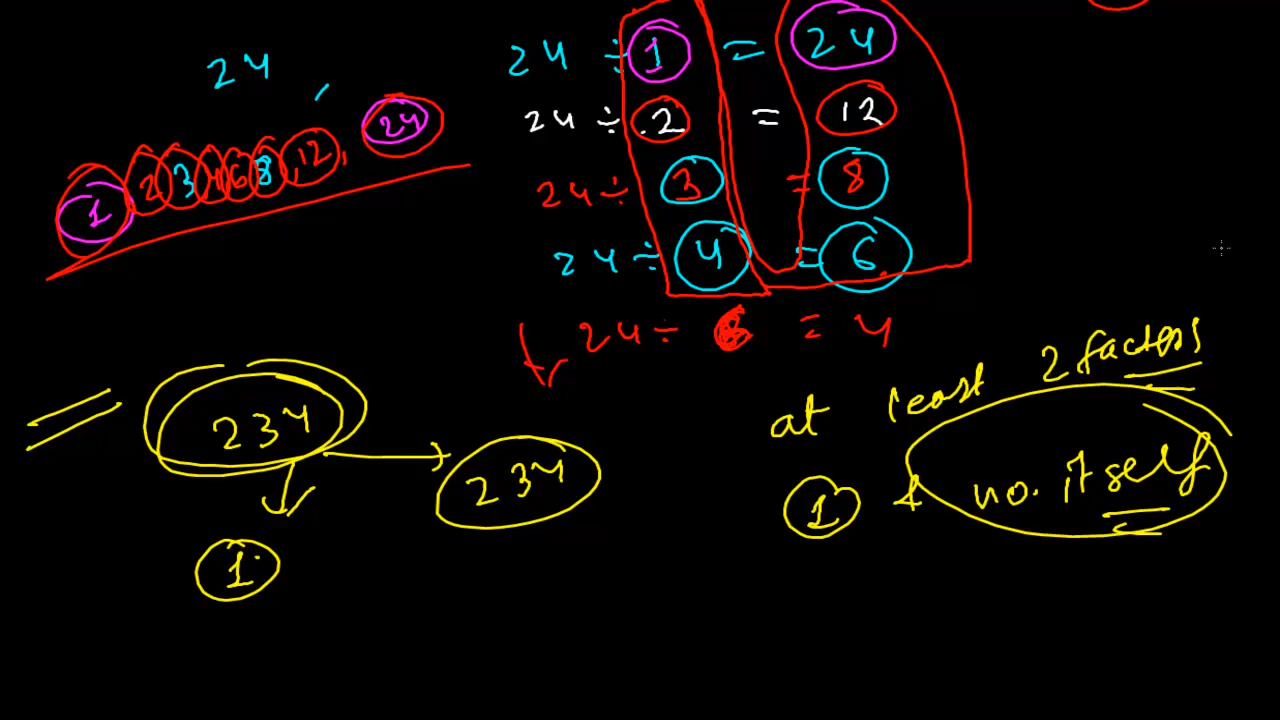 24 ,
1 2 3 4 6 8 , 12 , 24
24 ÷ 1 = 24
24 ÷ 2 = 12
24 ÷ 3 = 8
24 ÷ 4 = 6
24 ÷ 6 = 4
234
234
1
at least 2 factors
1 & no. itself